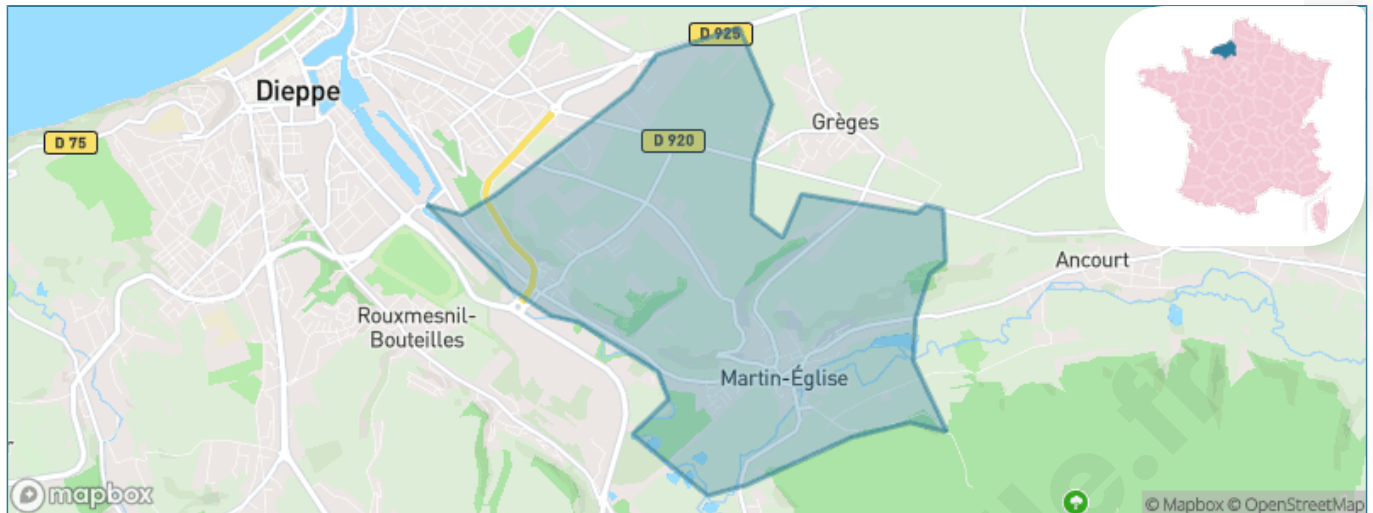 D 925
Dieppe
Grèges
D 75
D 920
Ancourt
Rouxmesnil-
Bouteilles
Martin-Église
mapbox
© Mapbox © OpenStreetMap